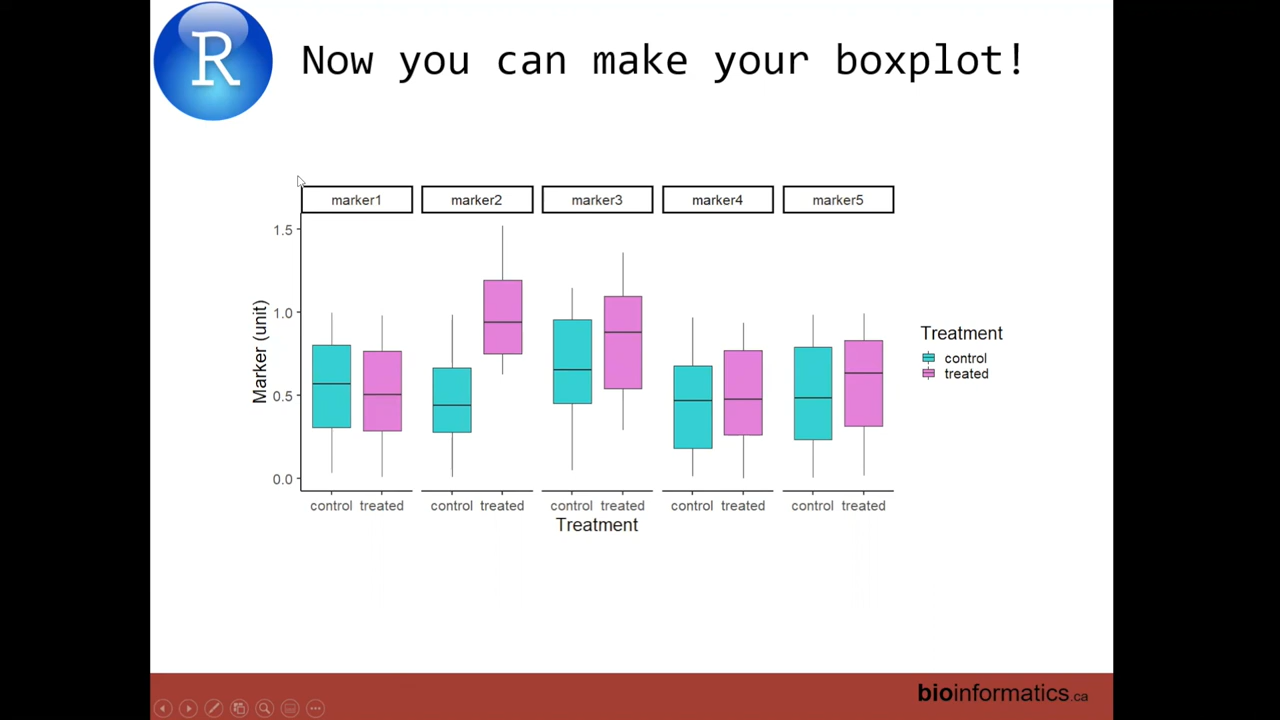 R
Now you can make your boxplot!
marker1 marker2 marker3 marker4 marker5
1.5
1.0
0.5
0.0
Marker (unit)
control treated control treated control treated control treated control treated
Treatment
Treatment
control
treated
bioinformatics.ca